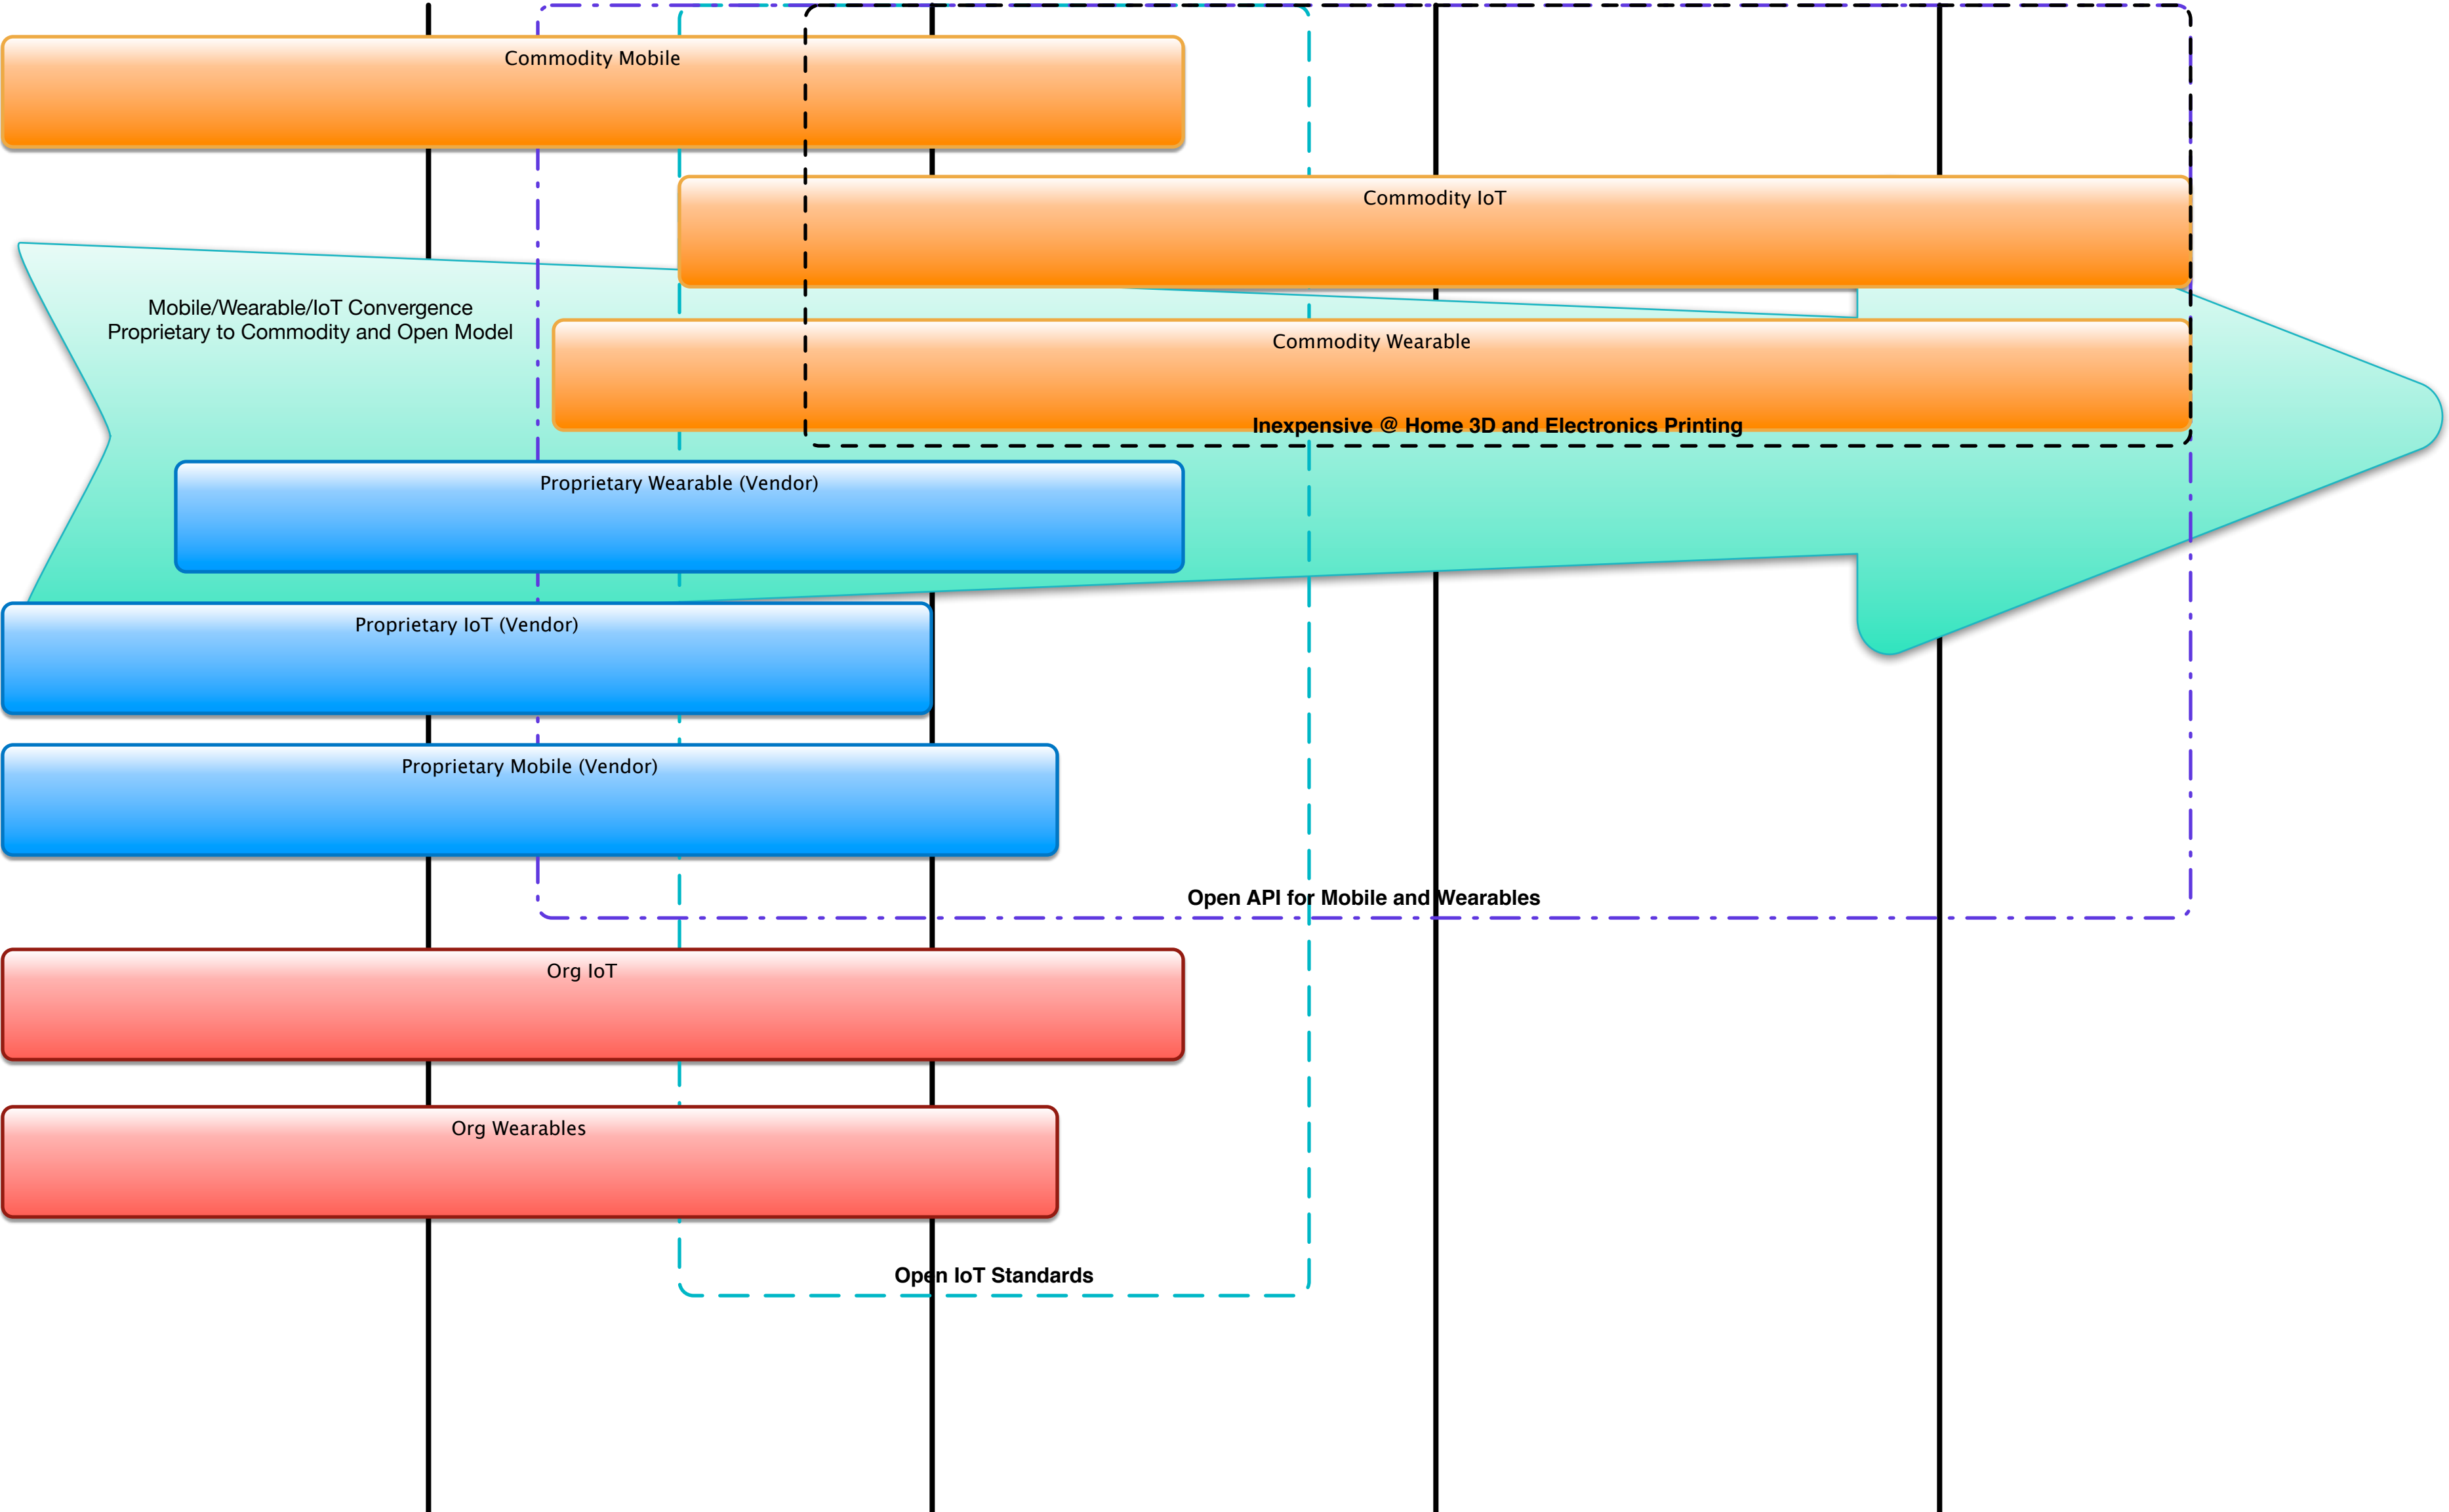 Commodity Mobile
Commodity IoT
Mobile/Wearable/IoT Convergence
Proprietary to Commodity and Open Model
Commodity Wearable
Inexpensive @ Home 3D and Electronics Printing
Proprietary Wearable (Vendor)
Proprietary IoT (Vendor)
Proprietary Mobile (Vendor)
Open API for Mobile and Wearables
Org IoT
Org Wearables
Open IoT Standards